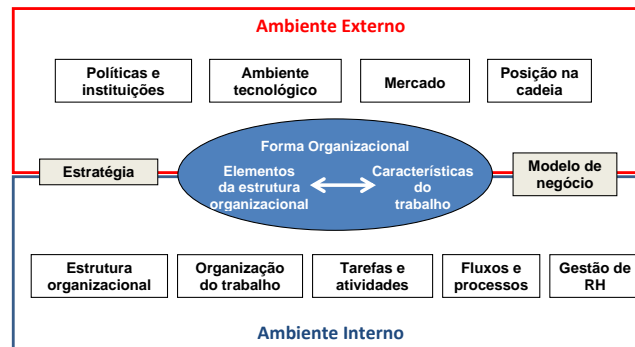 Ambiente Externo
Políticas e
instituições
Ambiente
tecnológico
Mercado
Posição na
cadeia
Forma Organizacional
Estratégia
Elementos
da estrutura
organizacional
Características
do
trabalho
Modelo de
negócio
Estrutura
organizacional
Organização
do trabalho
Tarefas e
atividades
Fluxos e
processos
Gestão de
RH
Ambiente Interno